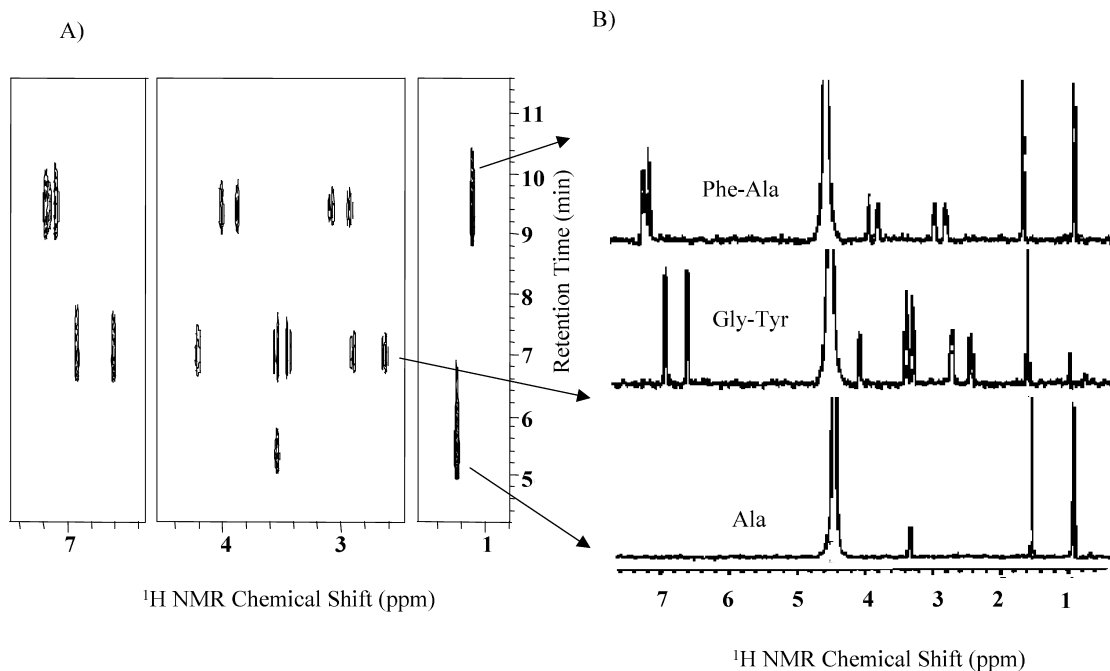 A)
B)
11
10
9
8
7
6
5
Retention Time (min)
7
4
3
1
¹H NMR Chemical Shift (ppm)
Phe-Ala
Gly-Tyr
Ala
7 6 5 4 3 2 1
¹H NMR Chemical Shift (ppm)